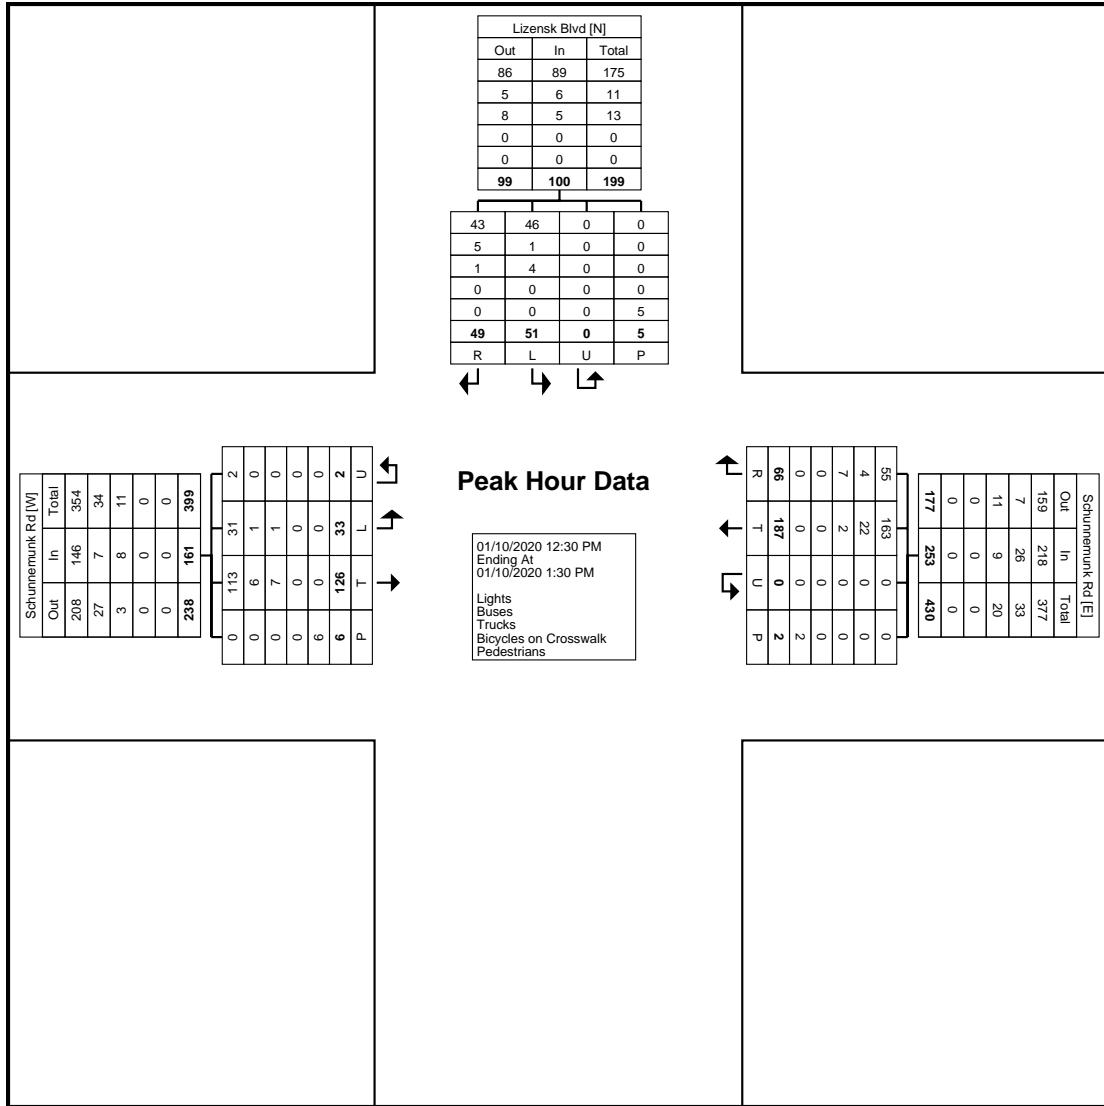 Lizensk Blvd [N]
Out In Total
86 89 175
5 6 11
8 5 13
0 0 0
0 0 0
99 100 199
43 46 0 0
5 1 0 0
1 4 0 0
0 0 0 0
0 0 0 5
49 51 0 5
R L U P
Schunnemunk Rd [W]
Total 354 34 11 0 0 399
In 146 7 8 0 0 161
Out 208 27 3 0 0 238
2 0 0 0 0 2 U
31 1 1 0 0 33 L
113 6 7 0 0 126 T
0 0 0 0 6 6 P
Peak Hour Data
01/10/2020 12:30 PM
Ending At
01/10/2020 1:30 PM
Lights
Buses
Trucks
Bicycles on Crosswalk
Pedestrians
R 66 0 0 7 4 55
T 187 0 0 2 22 163
U 0 0 0 0 0 0
P 2 2 0 0 0 0
Schunnemunk Rd [E]
177 0 0 11 7 159 Out
253 0 0 9 26 218 In
430 0 0 20 33 377 Total